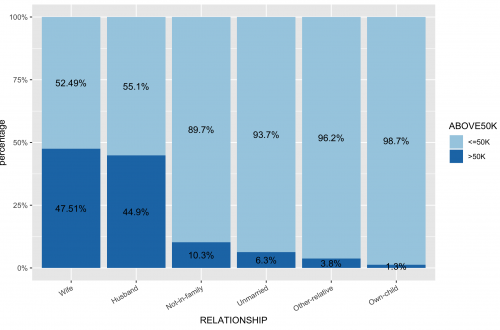 100%
75%
50%
25%
0%
percentage
52.49%
55.1%
89.7%
93.7%
96.2%
98.7%
47.51%
44.9%
10.3%
6.3%
3.8%
1.3%
Wife
Husband
Not-in-family
Unmarried
Other-relative
Own-child
RELATIONSHIP
ABOVE50K
<=50K
>50K